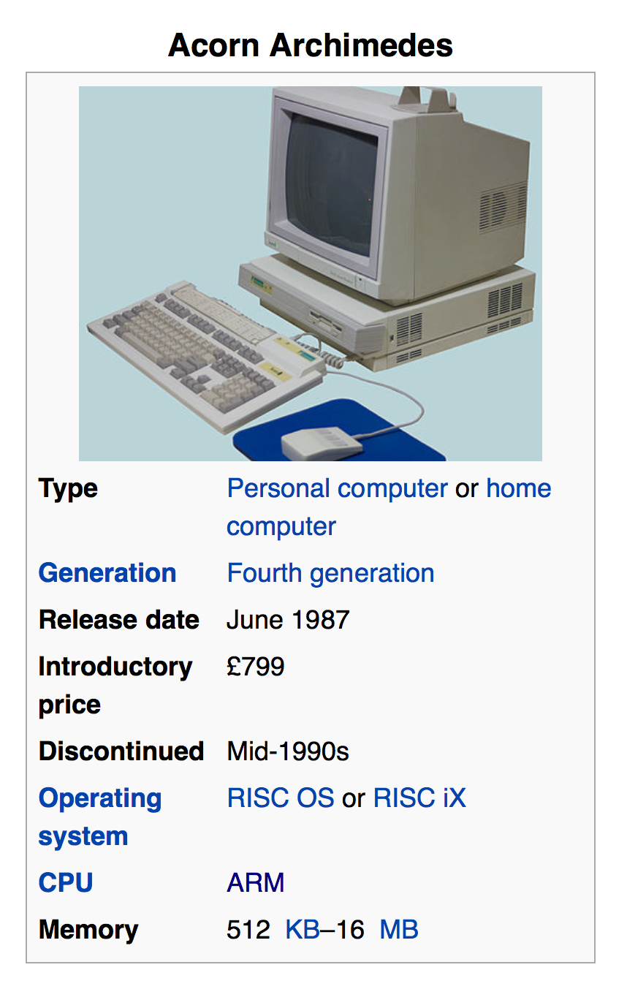 Acorn Archimedes
Type Personal computer or home
computer
Generation Fourth generation
Release date June 1987
Introductory £799
price
Discontinued Mid-1990s
Operating RISC OS or RISC iX
system
CPU ARM
Memory 512 KB–16 MB